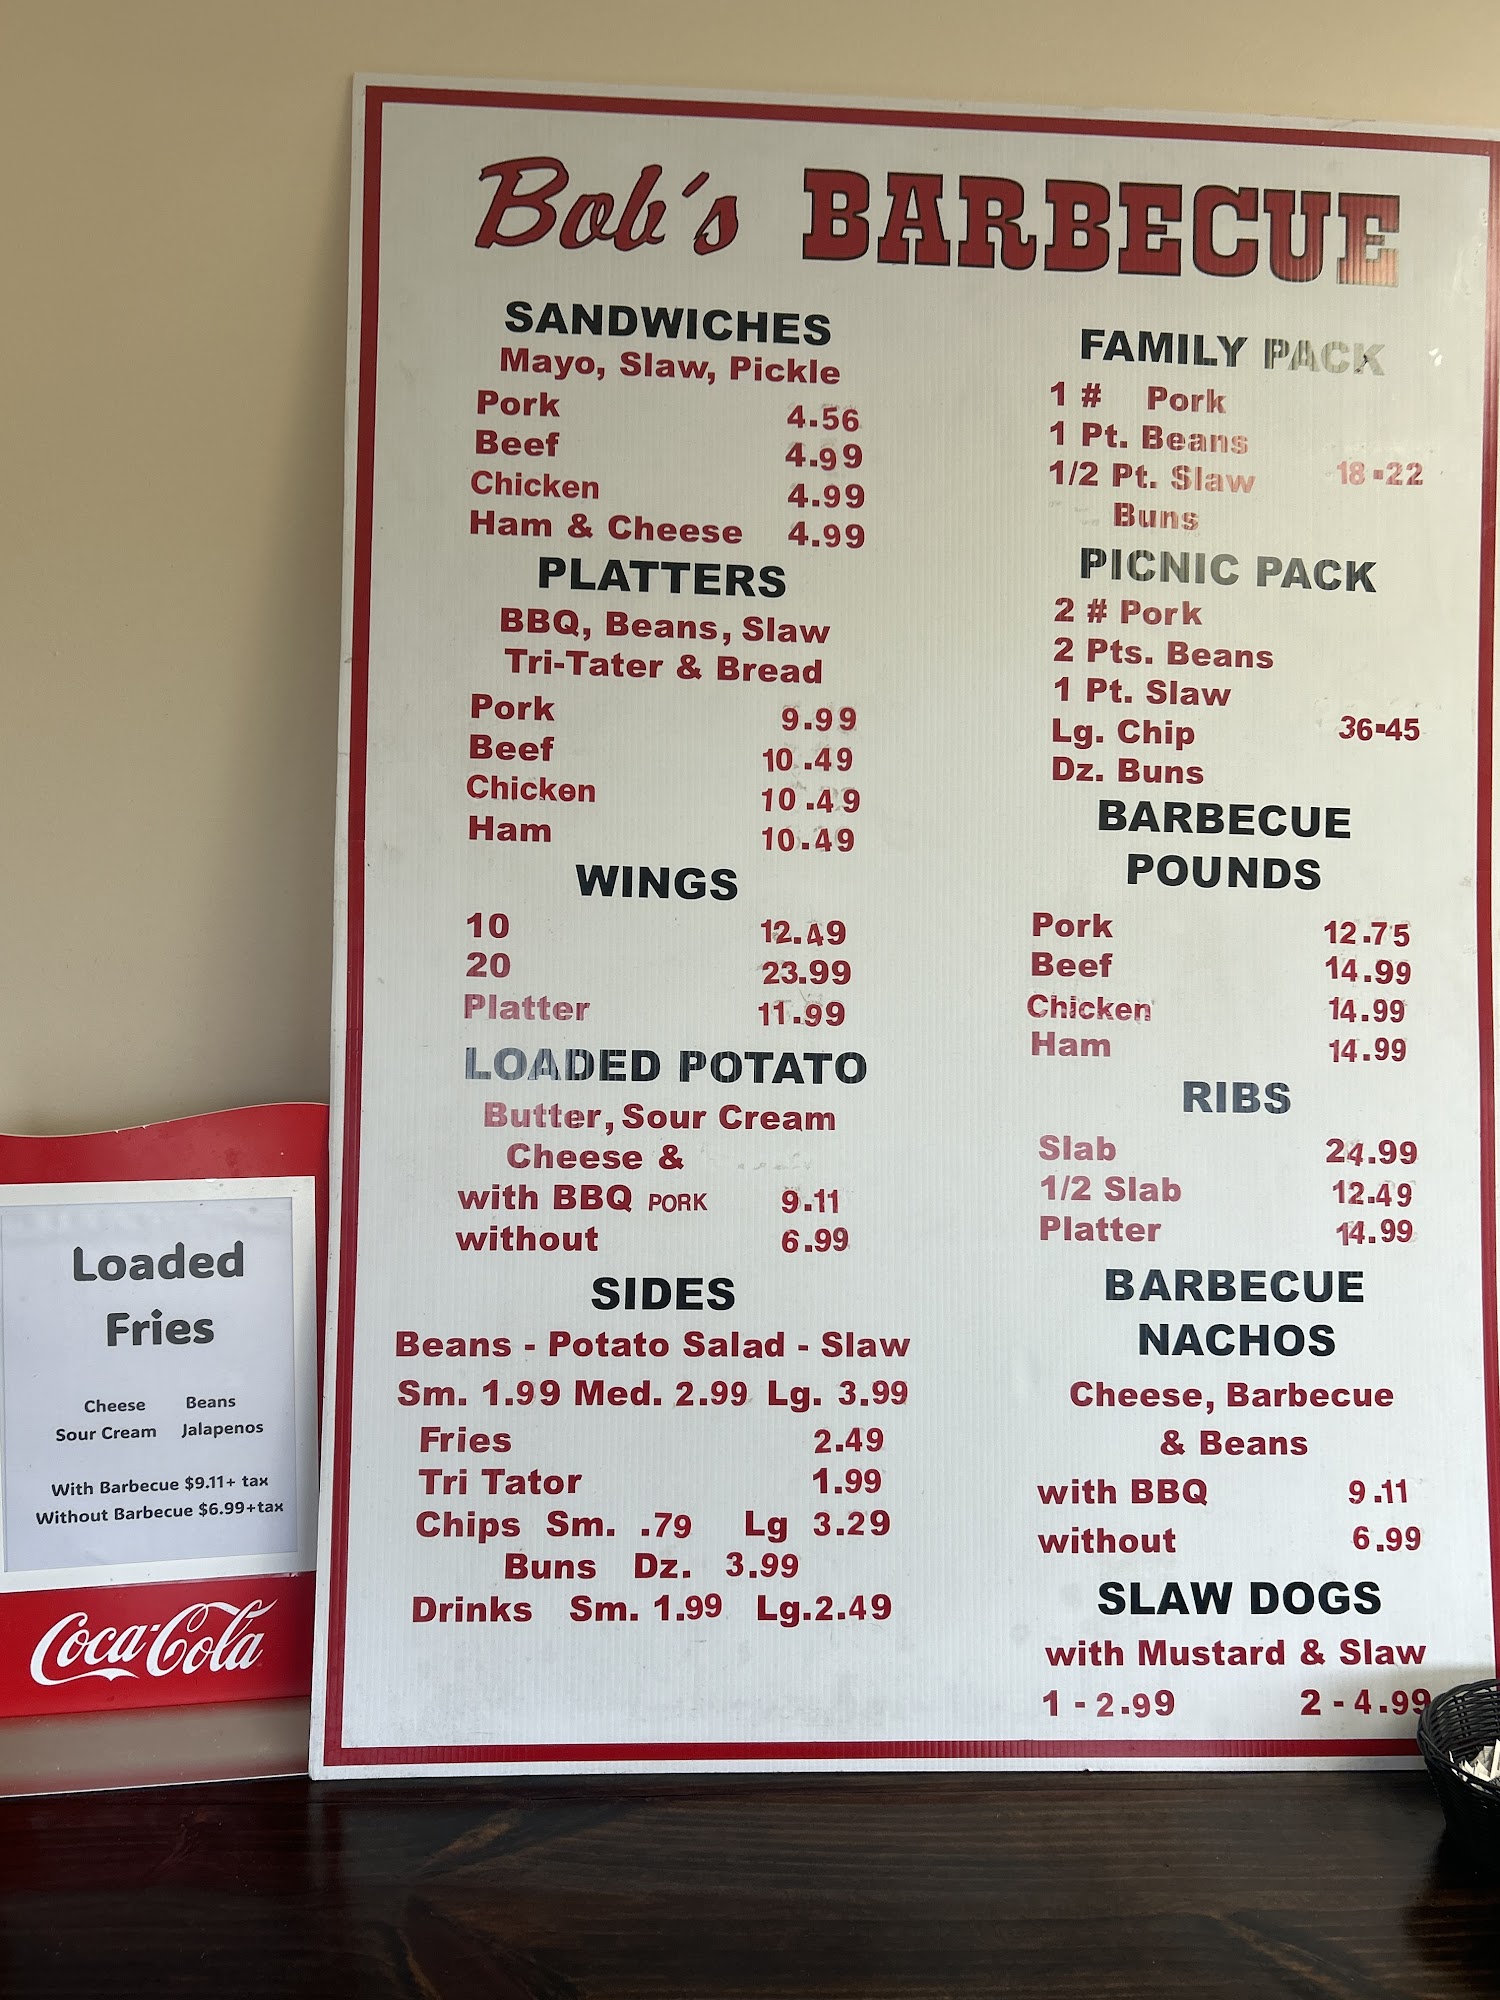 Bob's BARBECUE
SANDWICHES
Mayo, Slaw, Pickle
Pork 4.56
Beef 4.99
Chicken 4.99
Ham & Cheese 4.99
PLATTERS
BBQ, Beans, Slaw
Tri-Tater & Bread
Pork 9.99
Beef 10.49
Chicken 10.49
Ham 10.49
WINGS
10 12.49
20 23.99
Platter 11.99
LOADED POTATO
Butter, Sour Cream
Cheese &
with BBQ PORK 9.11
without 6.99
SIDES
Beans - Potato Salad - Slaw
Sm. 1.99 Med. 2.99 Lg. 3.99
Fries 2.49
Tri Tator 1.99
Chips Sm. .79 Lg 3.29
Buns Dz. 3.99
Drinks Sm. 1.99 Lg.2.49
FAMILY PACK
1 # Pork
1 Pt. Beans
1/2 Pt. Slaw 18.22
Buns
PICNIC PACK
2 # Pork
2 Pts. Beans
1 Pt. Slaw
Lg. Chip 36.45
Dz. Buns
BARBECUE
POUNDS
Pork 12.75
Beef 14.99
Chicken 14.99
Ham 14.99
RIBS
Slab 24.99
1/2 Slab 12.49
Platter 14.99
BARBECUE
NACHOS
Cheese, Barbecue
& Beans
with BBQ 9.11
without 6.99
SLAW DOGS
with Mustard & Slaw
1 - 2.99 2 - 4.99
Loaded
Fries
Cheese Beans
Sour Cream Jalapenos
With Barbecue $9.11+ tax
Without Barbecue $6.99+tax
Coca-Cola